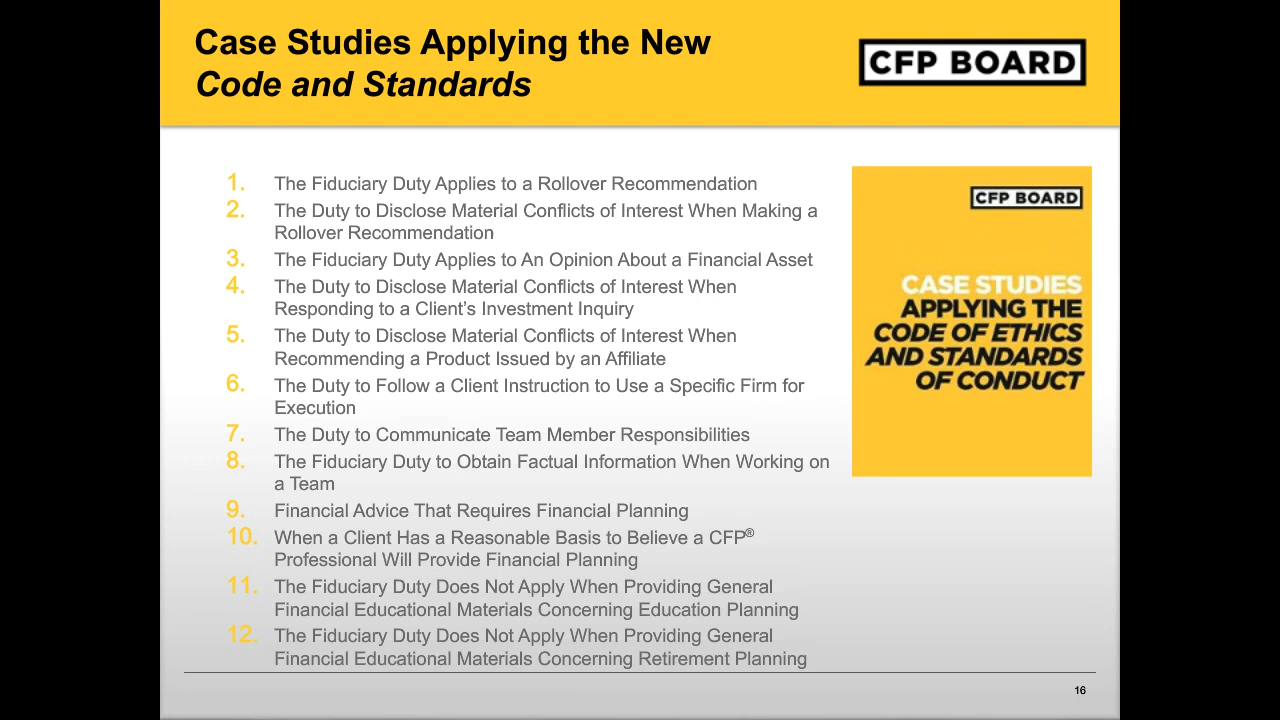 Case Studies Applying the New
Code and Standards
CFP BOARD
1. The Fiduciary Duty Applies to a Rollover Recommendation
2. The Duty to Disclose Material Conflicts of Interest When Making a
Rollover Recommendation
3. The Fiduciary Duty Applies to An Opinion About a Financial Asset
4. The Duty to Disclose Material Conflicts of Interest When
Responding to a Client’s Investment Inquiry
5. The Duty to Disclose Material Conflicts of Interest When
Recommending a Product Issued by an Affiliate
6. The Duty to Follow a Client Instruction to Use a Specific Firm for
Execution
7. The Duty to Communicate Team Member Responsibilities
8. The Fiduciary Duty to Obtain Factual Information When Working on
a Team
9. Financial Advice That Requires Financial Planning
10. When a Client Has a Reasonable Basis to Believe a CFP®
Professional Will Provide Financial Planning
11. The Fiduciary Duty Does Not Apply When Providing General
Financial Educational Materials Concerning Education Planning
12. The Fiduciary Duty Does Not Apply When Providing General
Financial Educational Materials Concerning Retirement Planning
CFP BOARD
CASE STUDIES
APPLYING THE
CODE OF ETHICS
AND STANDARDS
OF CONDUCT
16